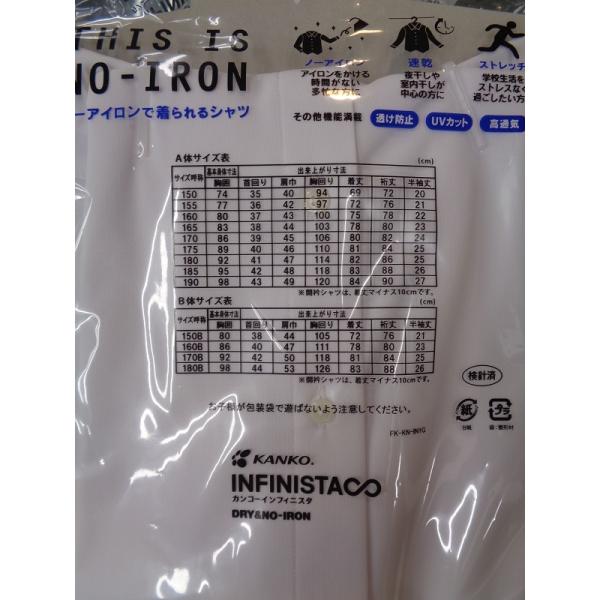 THIS IS
NO-IRON
ーアイロンで着られるシャツ
ノーアイロン
アイロンをかける
時間がない
多忙な方に
速乾
夜干しや
室内干しが
中心の方に
ストレッチ
学校生活を
ストレスなく
過ごしたい方
その他機能満載 透け防止 UVカット 高通気
A体サイズ表 (cm)
サイズ呼称 基本身体寸法 出来上がり寸法
胸囲 首回り 肩巾 胸回り 着丈 裄丈 半袖丈
150 74 35 40 94 69 72 20
155 77 36 42 97 72 76 21
160 80 37 43 100 75 78 22
165 83 38 44 103 78 80 23
170 86 39 45 106 80 82 24
175 89 40 46 110 81 84 25
180 92 41 47 114 82 86 25
185 95 42 48 118 83 88 26
190 98 43 49 120 84 90 27
※開衿シャツは、着丈マイナス10cmです。
B体サイズ表 (cm)
サイズ呼称 基本身体寸法 出来上がり寸法
胸囲 首回り 肩巾 胸回り 着丈 裄丈 半袖丈
150B 80 38 44 105 72 76 21
160B 86 40 47 111 78 80 23
170B 92 42 50 118 81 84 25
180B 98 44 53 126 83 88 26
※開衿シャツは、着丈マイナス10cmです。
検針済
お子様が包装袋で遊ばないよう注意してください。
紙
プラ
FK-KN-INYG
KANKO.
INFINISTA
カンコーインフィニスタ
DRY&NO-IRON